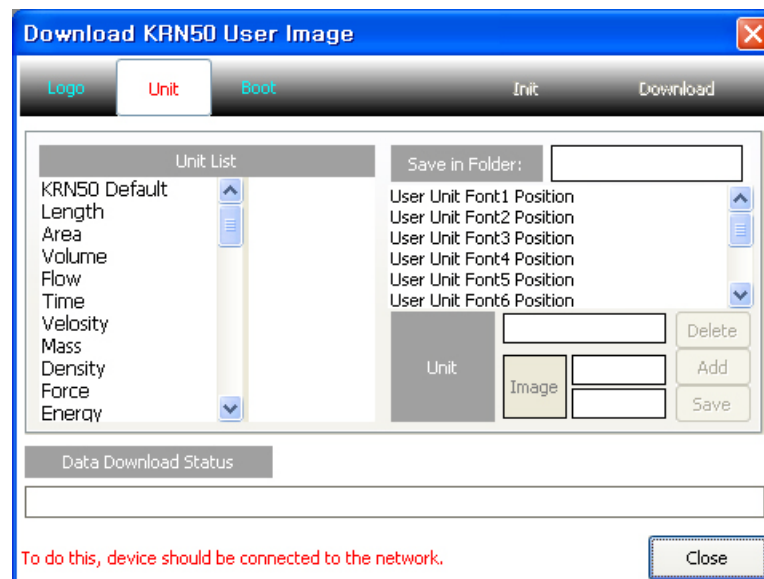 Download KRN50 User Image
Logo Unit Boot Init Download
Unit List
KRN50 Default
Length
Area
Volume
Flow
Time
Velosity
Mass
Density
Force
Energy
Save in Folder:
User Unit Font1 Position
User Unit Font2 Position
User Unit Font3 Position
User Unit Font4 Position
User Unit Font5 Position
User Unit Font6 Position
Unit
Image
Delete
Add
Save
Data Download Status
To do this, device should be connected to the network.
Close